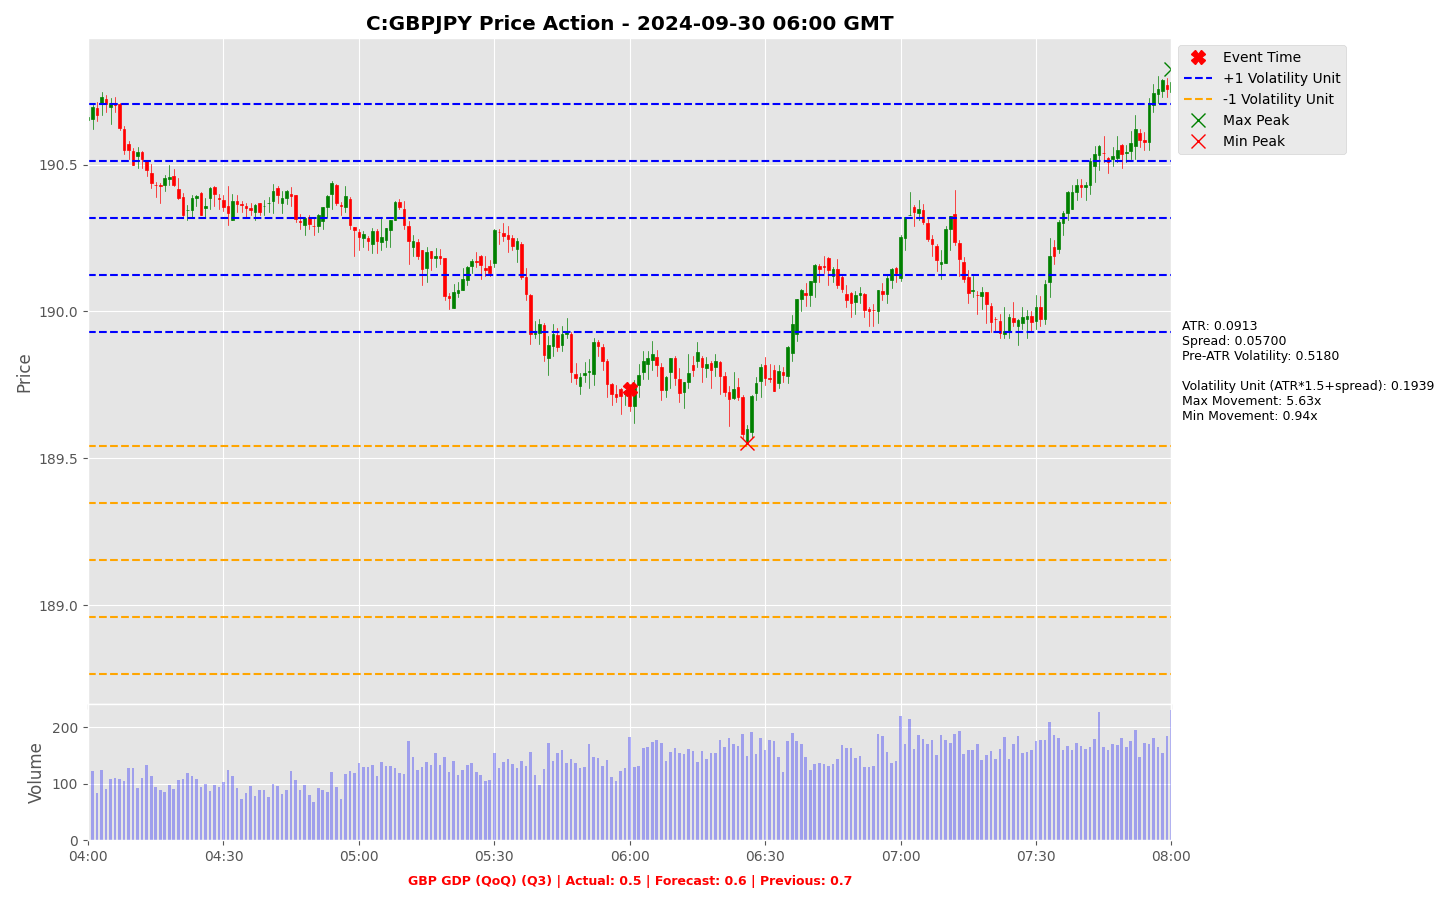 C:GBPJPY Price Action - 2024-09-30 06:00 GMT
Event Time
+1 Volatility Unit
-1 Volatility Unit
Max Peak
Min Peak
190.5
190.0
189.5
189.0
Price
ATR: 0.0913
Spread: 0.05700
Pre-ATR Volatility: 0.5180
Volatility Unit (ATR*1.5+spread): 0.1939
Max Movement: 5.63x
Min Movement: 0.94x
200
100
0
Volume
04:00 04:30 05:00 05:30 06:00 06:30 07:00 07:30 08:00
GBP GDP (QoQ) (Q3) | Actual: 0.5 | Forecast: 0.6 | Previous: 0.7